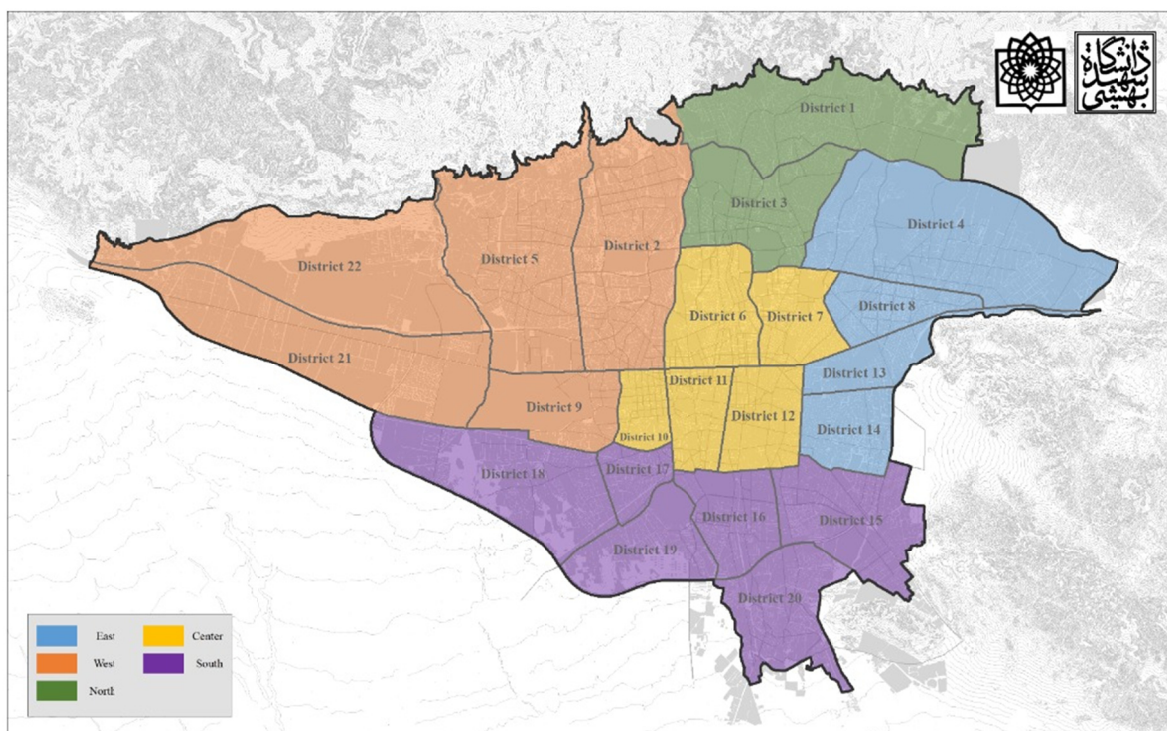 دانشگاه
شهید
بهشتی
District 1
District 3
District 4
District 2
District 5
District 22
District 8
District 6
District 7
District 21
District 13
District 11
District 9
District 12
District 14
District 10
District 17
District 18
District 16
District 15
District 19
District 20
East
Center
West
South
North